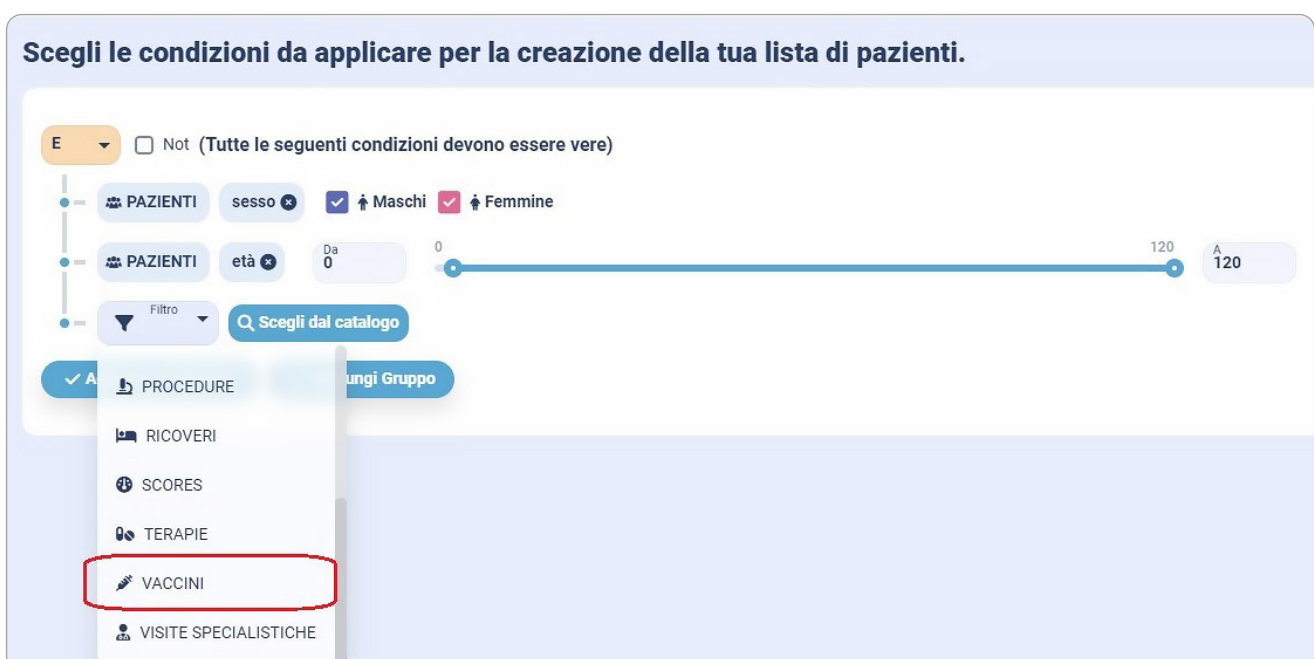 Scegli le condizioni da applicare per la creazione della tua lista di pazienti.
E Not (Tutte le seguenti condizioni devono essere vere)
PAZIENTI sesso Maschi Femmine
PAZIENTI età Da 0 0 120 A 120
Filtro Scegli dal catalogo
Gruppo
PROCEDURE
RICOVERI
SCORES
TERAPIE
VACCINI
VISITE SPECIALISTICHE